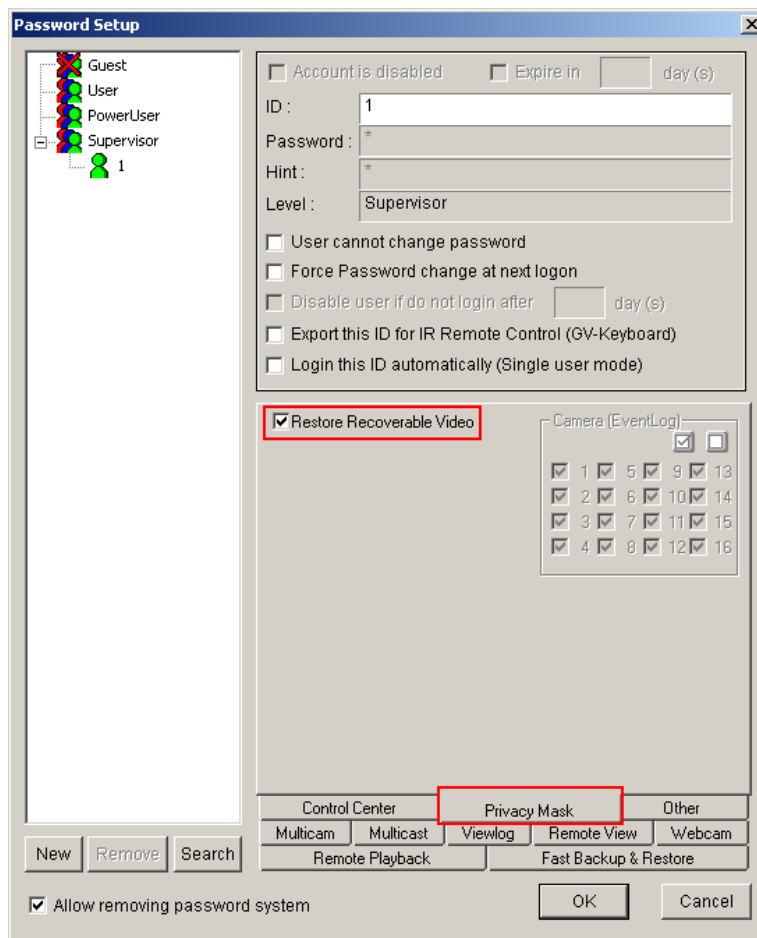 Password Setup
Guest
User
PowerUser
Supervisor
1
Account is disabled
Expire in
day (s)
ID :
1
Password :
*
Hint :
*
Level :
Supervisor
User cannot change password
Force Password change at next logon
Disable user if do not login after
day (s)
Export this ID for IR Remote Control (GV-Keyboard)
Login this ID automatically (Single user mode)
Restore Recoverable Video
Camera (EventLog)
1 5 9 13
2 6 10 14
3 7 11 15
4 8 12 16
Control Center Privacy Mask Other
Multicam Multicast Viewlog Remote View Webcam
Remote Playback Fast Backup & Restore
New Remove Search
Allow removing password system
OK Cancel